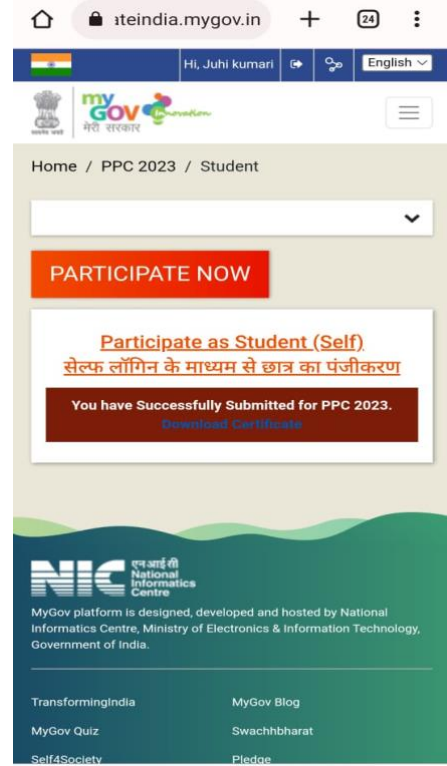 ateindia.mygov.in
24
Hi, Juhi kumari
English
my
GOV
मेरी सरकार
Home / PPC 2023 / Student
PARTICIPATE NOW
Participate as Student (Self)
सेल्फ लॉगिन के माध्यम से छात्र का पंजीकरण
You have Successfully Submitted for PPC 2023.
Download Certificate
NIC
एन आई सी
National
Informatics
Centre
MyGov platform is designed, developed and hosted by National
Informatics Centre, Ministry of Electronics & Information Technology,
Government of India.
TransformingIndia MyGov Blog
MyGov Quiz Swachhbharat
Self4Society Pledge